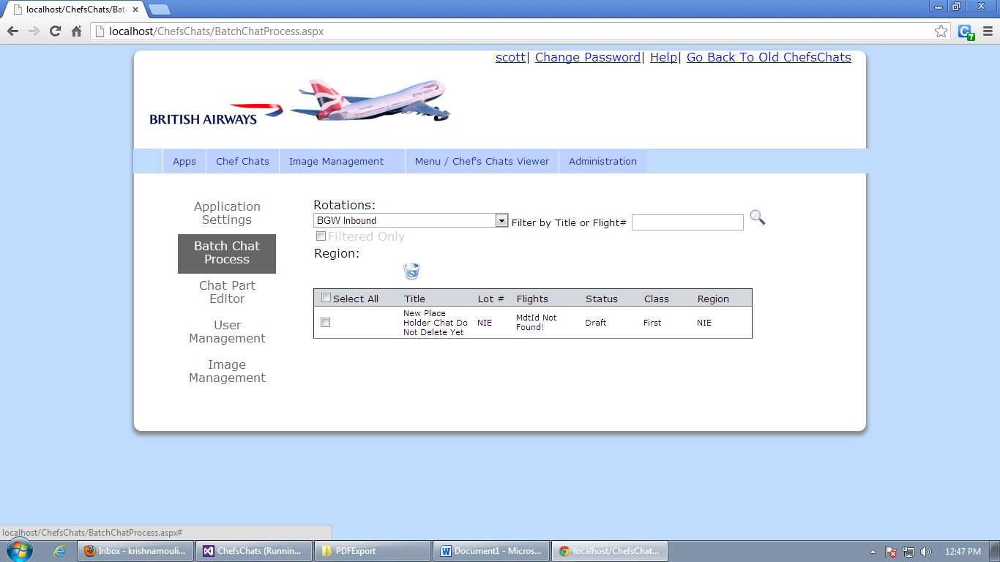 localhost/ChefsChats/Bat
localhost/ChefsChats/BatchChatProcess.aspx
7
scott| Change Password| Help| Go Back To Old ChefsChats
BRITISH AIRWAYS
Apps Chef Chats Image Management Menu / Chef's Chats Viewer Administration
Application
Settings
Batch Chat
Process
Chat Part
Editor
User
Management
Image
Management
Rotations:
BGW Inbound Filter by Title or Flight#
Filtered Only
Region:
Select All Title Lot # Flights Status Class Region
New Place
Holder Chat Do
Not Delete Yet
NIE
MdtId Not
Found!
Draft First NIE
localhost/ChefsChats/BatchChatProcess.aspx#
Inbox - krishnamouli... ChefsChats (Runnin... PDFExport Document1 - Micros... localhost/ChefsChat... 12:47 PM